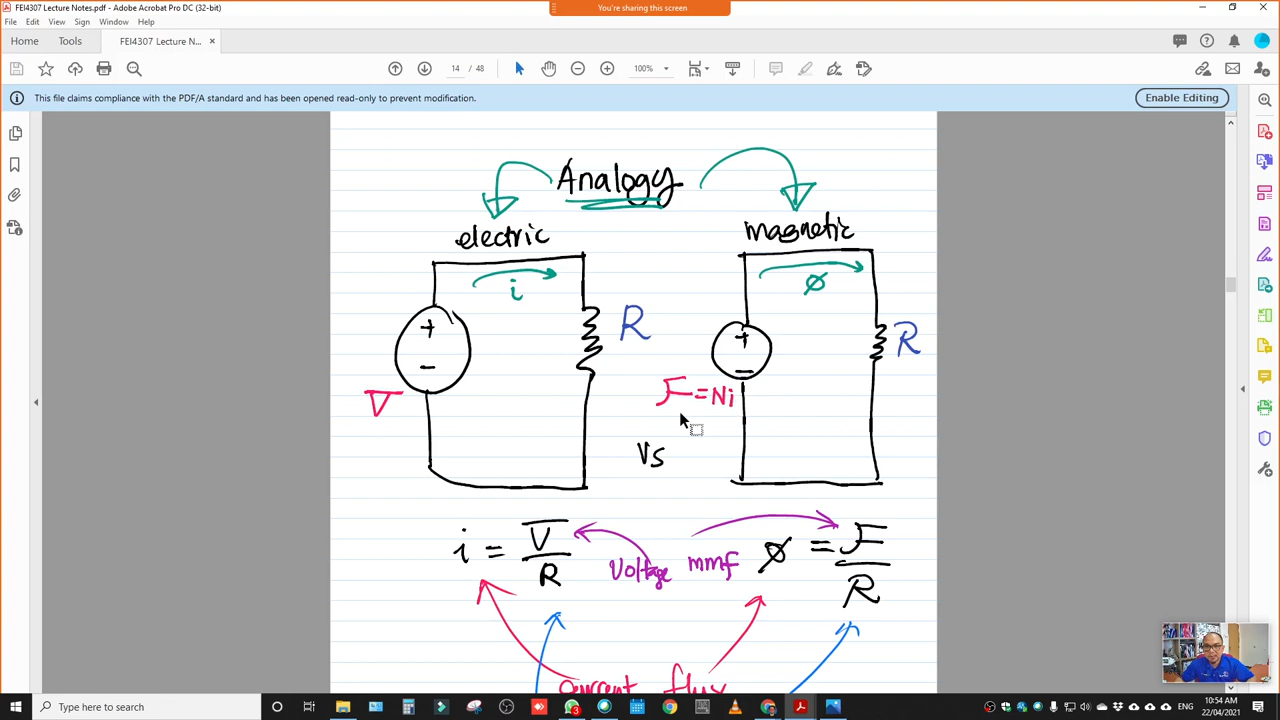 FEI4307 Lecture Notes.pdf - Adobe Acrobat Pro DC (32-bit)
You're sharing this screen
File Edit View Sign Window Help
Home Tools FEI4307 Lecture N... ×
14 / 48 100%
This file claims compliance with the PDF/A standard and has been opened read-only to prevent modification. Enable Editing
Analogy
electric magnetic
i ϕ
+ R + R
- -
V F = Ni
Vs
i = V/R Voltage mmf ϕ = F/R
current flux
Type here to search
10:54 AM
ENG
22/04/2021